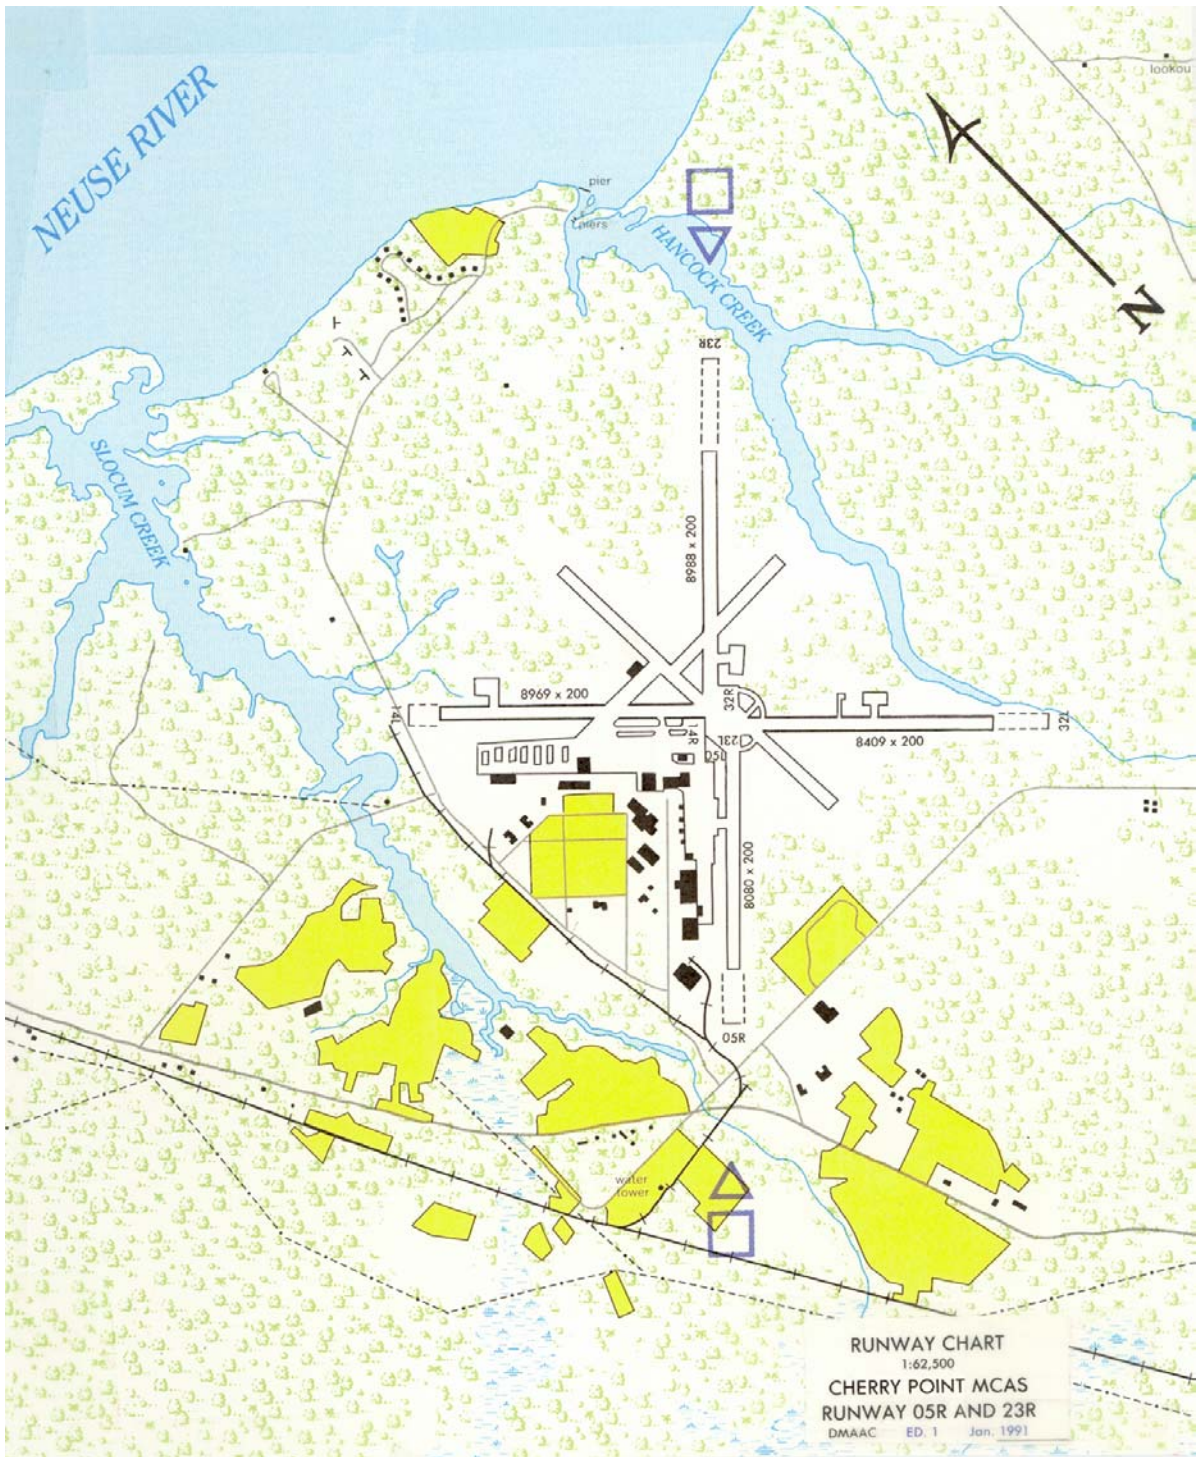 lookou
NEUSE RIVER
pier
piers
HANCOCK CREEK
N
23R
SLOCUM CREEK
8988 x 200
8969 x 200
32R
14L
14R
23L
05L
8409 x 200
32L
8080 x 200
05R
water
tower
RUNWAY CHART
1:62,500
CHERRY POINT MCAS
RUNWAY 05R AND 23R
DMAAC ED. 1 Jan. 1991